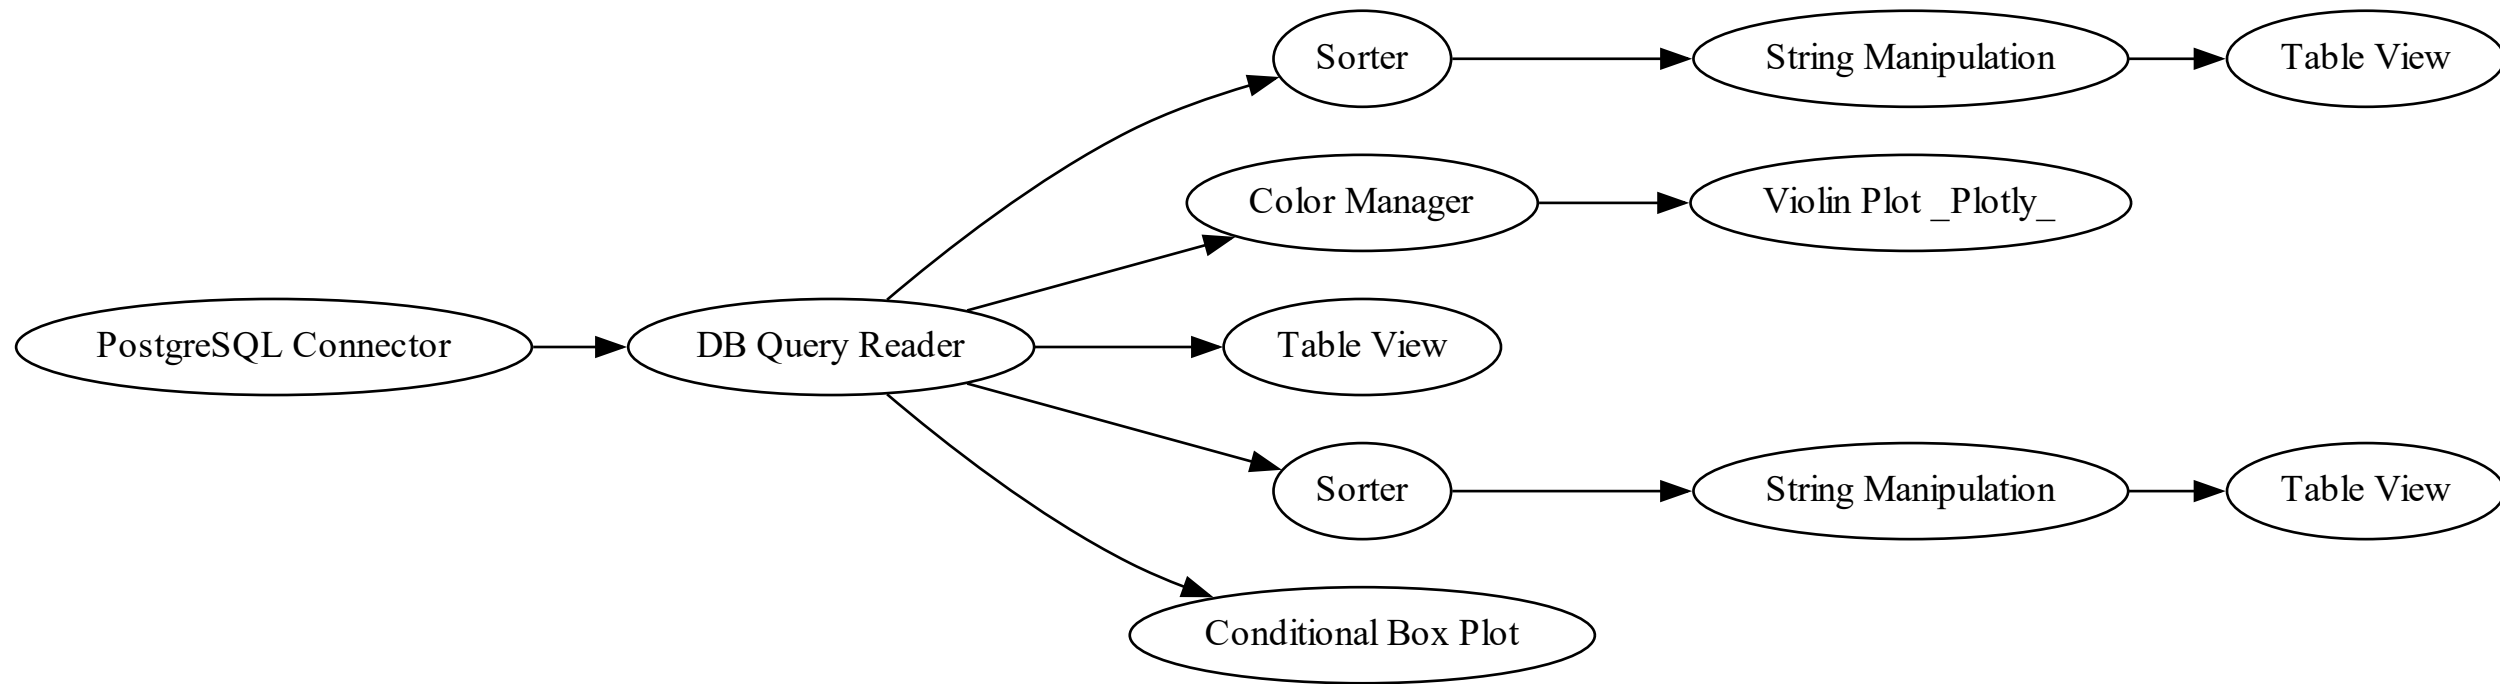 Sorter
String Manipulation
Table View
Color Manager
Violin Plot _Plotly_
PostgreSQL Connector
DB Query Reader
Table View
Sorter
String Manipulation
Table View
Conditional Box Plot